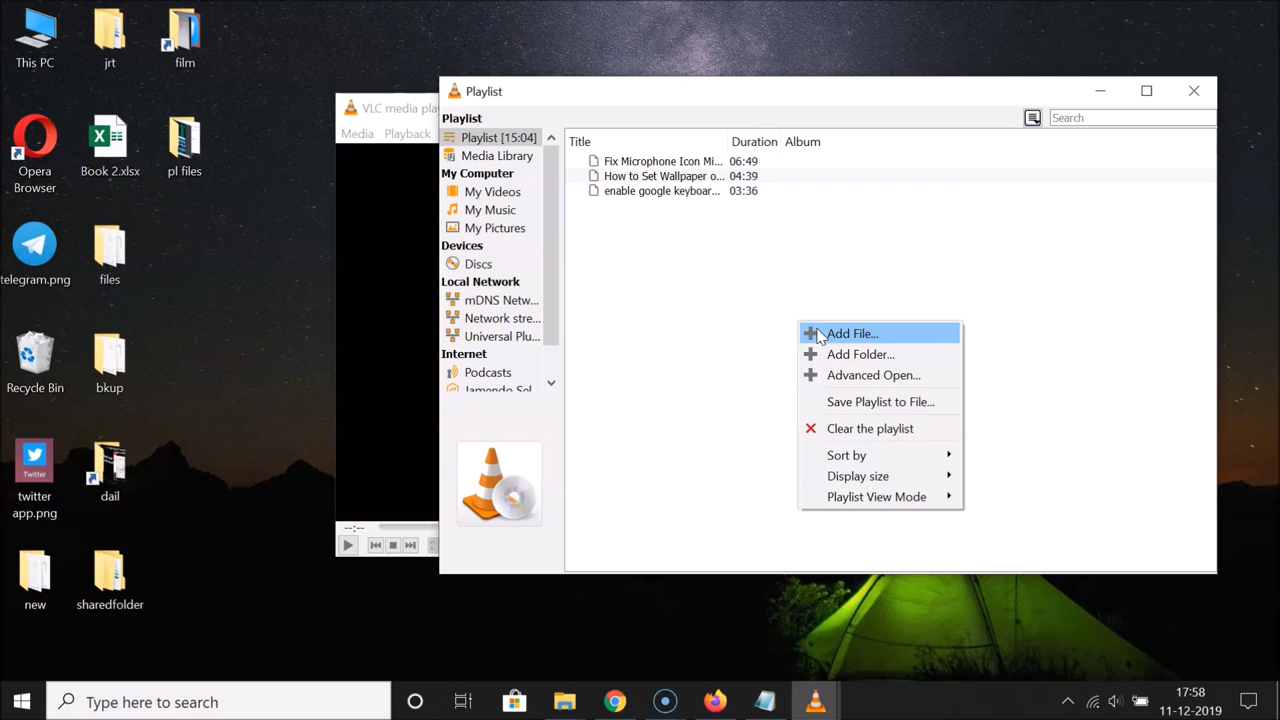 This PC
jrt
film
Opera
Browser
Book 2.xlsx
pl files
telegram.png
files
Recycle Bin
bkup
Twitter
twitter
app.png
dail
new
sharedfolder
VLC media pla
Media Playback
--:--
Playlist
Playlist
Search
Playlist [15:04]
Media Library
My Computer
My Videos
My Music
My Pictures
Devices
Discs
Local Network
mDNS Netw...
Network stre...
Universal Plu...
Internet
Podcasts
Jamendo Sel
Title Duration Album
Fix Microphone Icon Mi... 06:49
How to Set Wallpaper o... 04:39
enable google keyboar... 03:36
Add File...
Add Folder...
Advanced Open...
Save Playlist to File...
Clear the playlist
Sort by
Display size
Playlist View Mode
Type here to search
17:58
11-12-2019